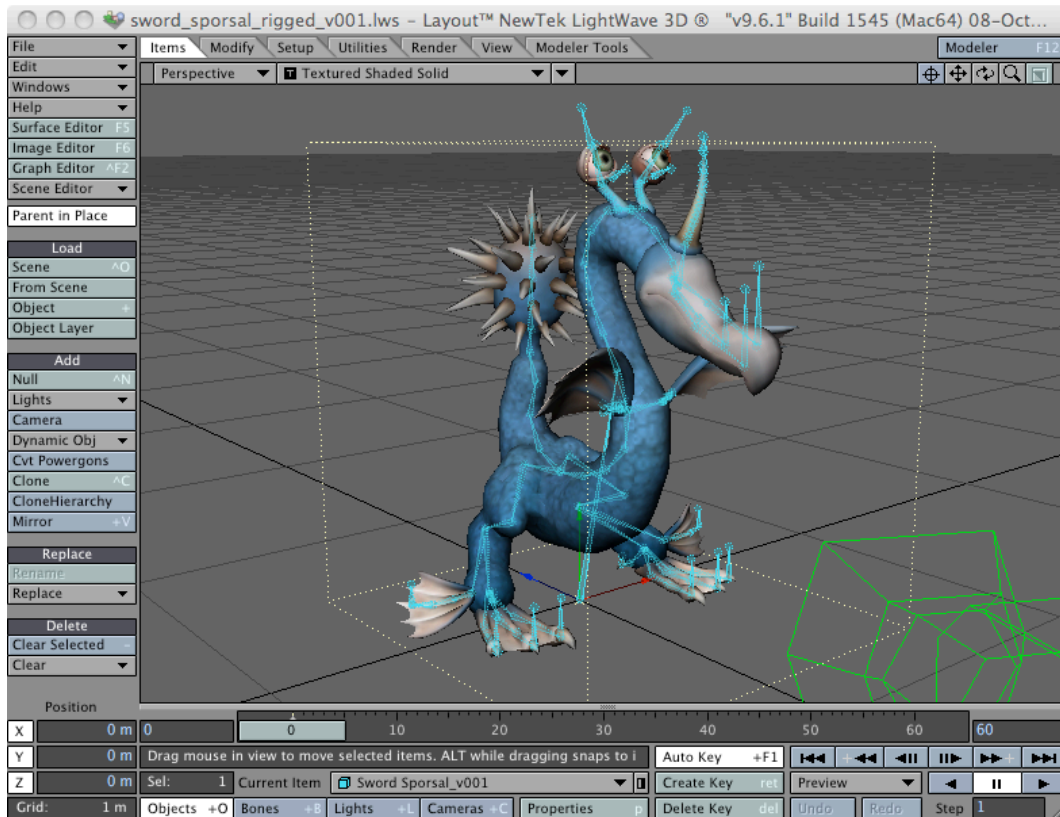 sword_sporsal_rigged_v001.lws – Layout™ NewTek LightWave 3D ® "v9.6.1" Build 1545 (Mac64) 08-Oct...
File
Edit
Windows
Help
Surface Editor F5
Image Editor F6
Graph Editor ^F2
Scene Editor
Parent in Place
Load
Scene ^O
From Scene
Object +
Object Layer
Add
Null ^N
Lights
Camera
Dynamic Obj
Cvt Powergons
Clone ^C
CloneHierarchy
Mirror +V
Replace
Rename
Replace
Delete
Clear Selected -
Clear
Items Modify Setup Utilities Render View Modeler Tools Modeler F12
Perspective T Textured Shaded Solid
Position
X 0 m 0 0 10 20 30 40 50 60 60
Y 0 m Drag mouse in view to move selected items. ALT while dragging snaps to i Auto Key +F1
Z 0 m Sel: 1 Current Item Sword Sporsal_v001 Create Key ret Preview
Grid: 1 m Objects +O Bones +B Lights +L Cameras +C Properties p Delete Key del Undo Redo Step 1